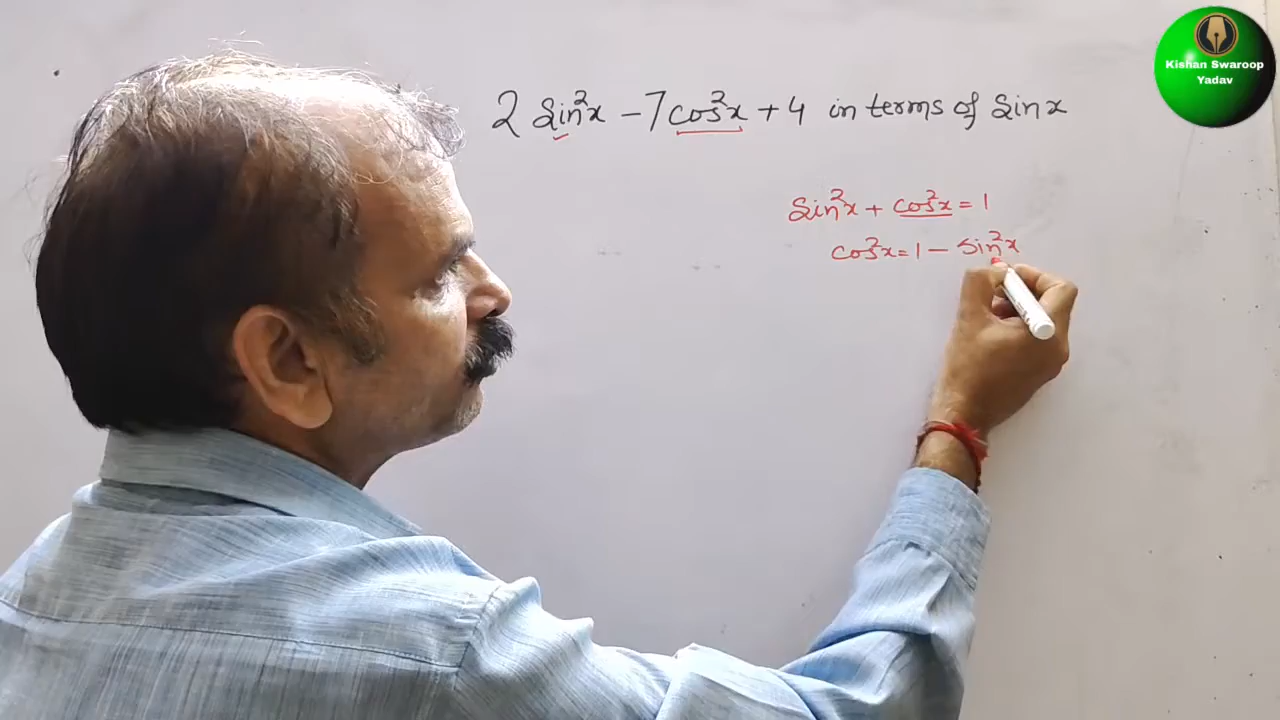 2 Sin²x - 7 cos²x + 4 in terms of Sin x
Sin²x + cos²x = 1
cos²x = 1 - Sin²x
Kishan Swaroop
Yadav